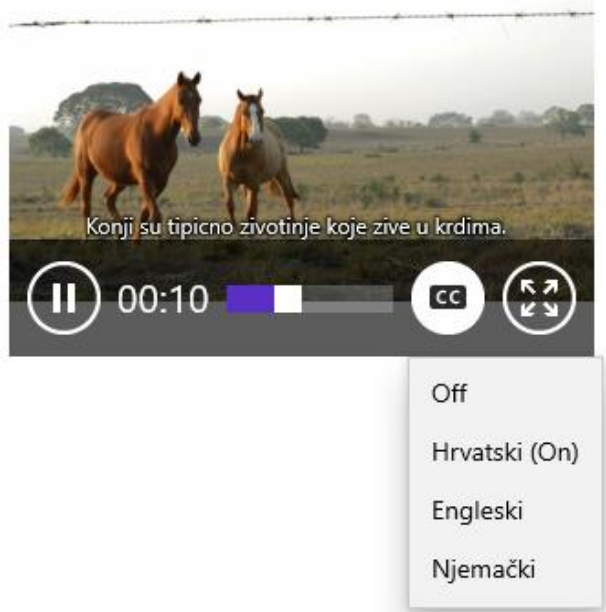 Konji su tipicno zivotinje koje zive u krdima.
00:10
CC
Off
Hrvatski (On)
Engleski
Njemački